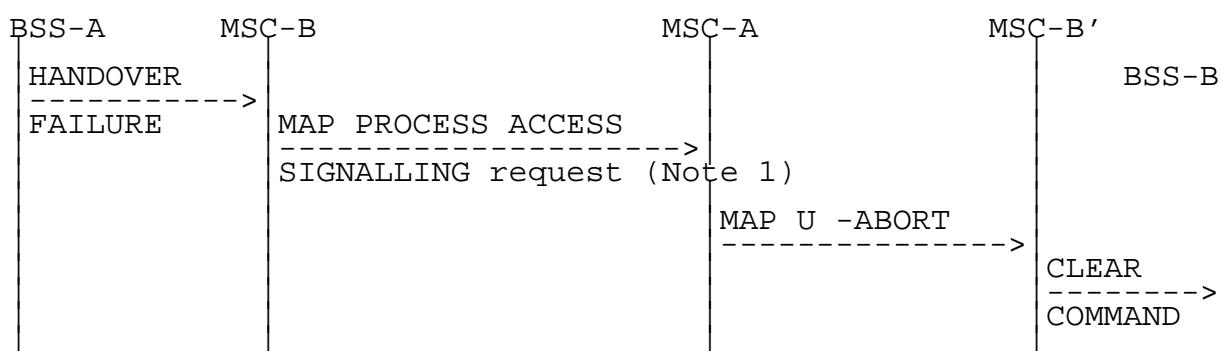 BSS-A MSC-B MSC-A MSC-B'
HANDOVER BSS-B
----------->
FAILURE MAP PROCESS ACCESS
-------------------->
SIGNALLING request (Note 1)
MAP U -ABORT
--------------->
CLEAR
-------->
COMMAND